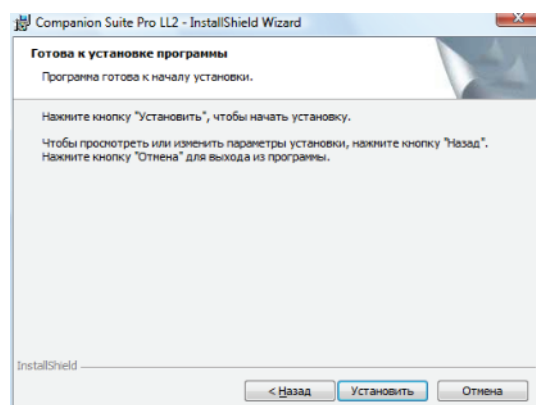 Companion Suite Pro LL2 - InstallShield Wizard
Готова к установке программы
Программа готова к началу установки.
Нажмите кнопку "Установить", чтобы начать установку.
Чтобы просмотреть или изменить параметры установки, нажмите кнопку "Назад".
Нажмите кнопку "Отмена" для выхода из программы.
InstallShield
< Назад Установить Отмена